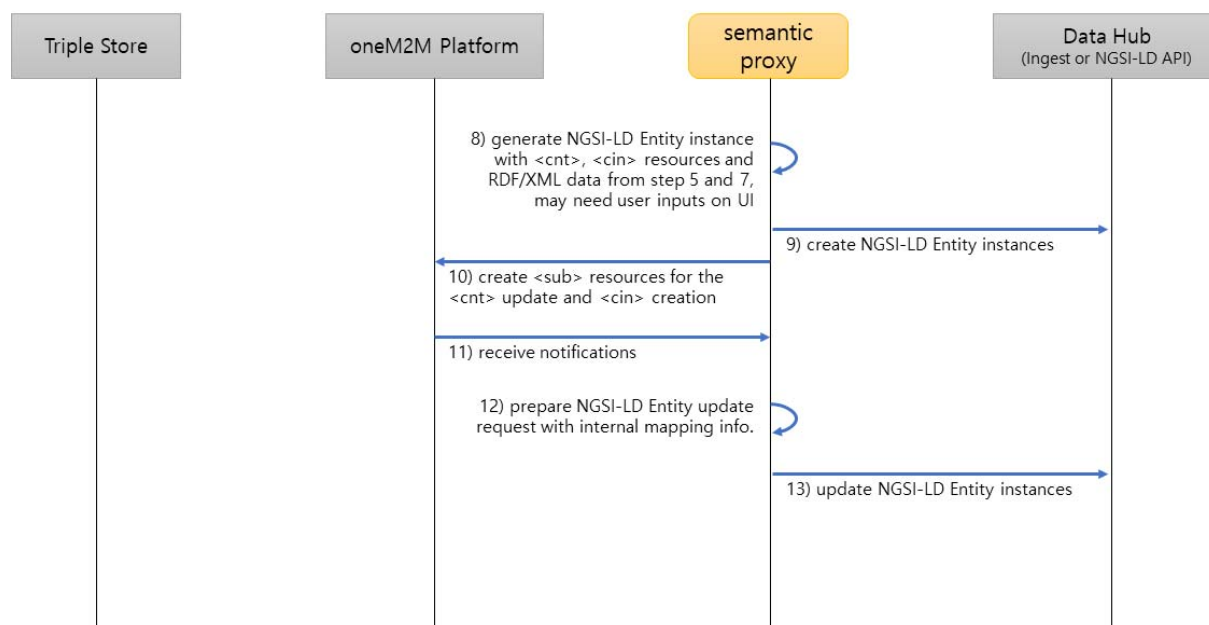 Triple Store
oneM2M Platform
semantic
proxy
Data Hub
(Ingest or NGSI-LD API)
8) generate NGSI-LD Entity instance
with <cnt>, <cin> resources and
RDF/XML data from step 5 and 7,
may need user inputs on UI
9) create NGSI-LD Entity instances
10) create <sub> resources for the
<cnt> update and <cin> creation
11) receive notifications
12) prepare NGSI-LD Entity update
request with internal mapping info.
13) update NGSI-LD Entity instances